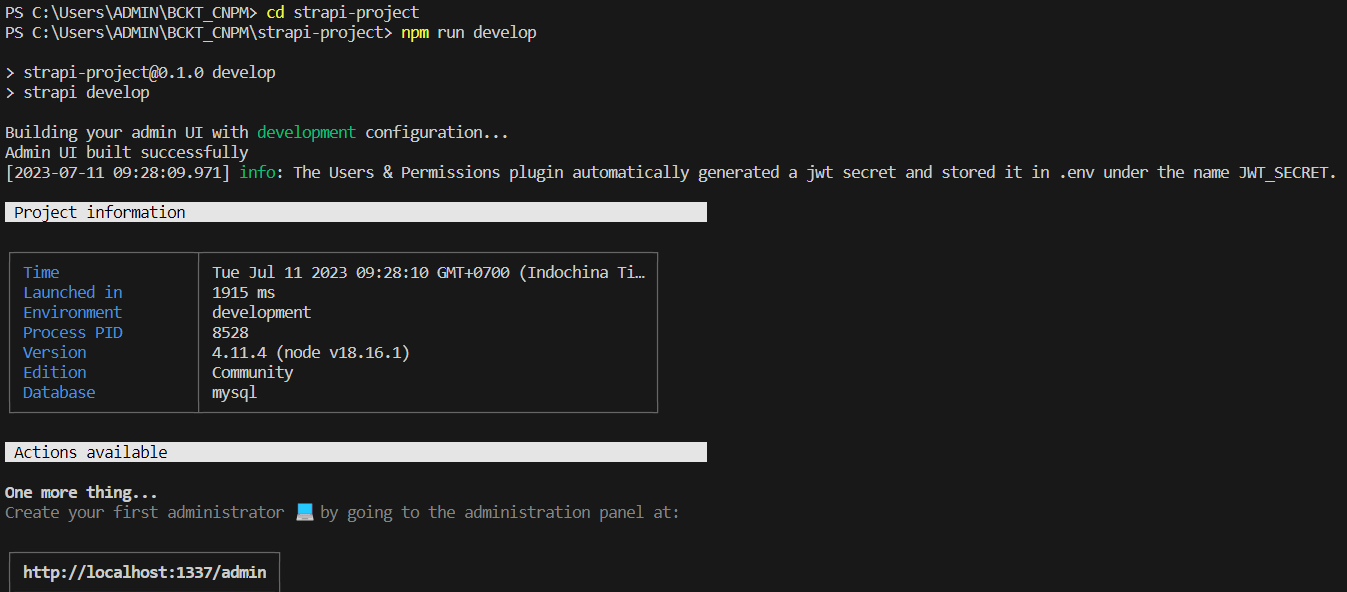 PS C:\Users\ADMIN\BCKT_CNPM> cd strapi-project
PS C:\Users\ADMIN\BCKT_CNPM\strapi-project> npm run develop
> strapi-project@0.1.0 develop
> strapi develop
Building your admin UI with development configuration...
Admin UI built successfully
[2023-07-11 09:28:09.971] info: The Users & Permissions plugin automatically generated a jwt secret and stored it in .env under the name JWT_SECRET.
Project information
Time Tue Jul 11 2023 09:28:10 GMT+0700 (Indochina Ti…
Launched in 1915 ms
Environment development
Process PID 8528
Version 4.11.4 (node v18.16.1)
Edition Community
Database mysql
Actions available
One more thing...
Create your first administrator 💻 by going to the administration panel at:
http://localhost:1337/admin